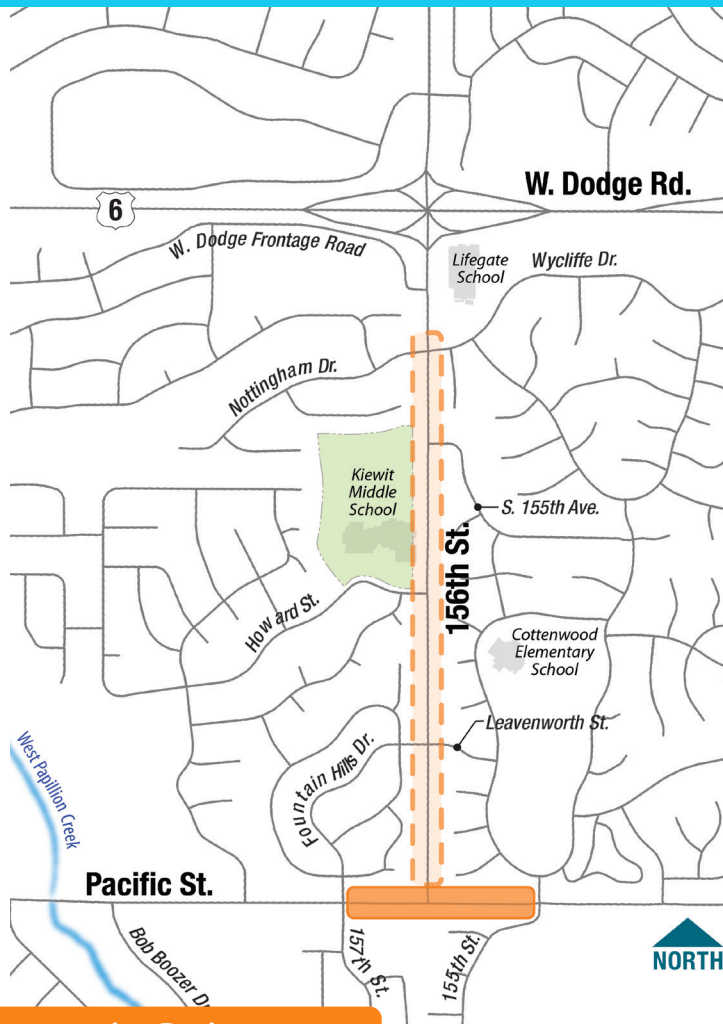 W. Dodge Rd.
6
W. Dodge Frontage Road
Lifegate
School
Wycliffe Dr.
Nottingham Dr.
Kiewit
Middle
School
S. 155th Ave.
156th St.
Howard St.
Cottenwood
Elementary
School
Leavenworth St.
Fountain Hills Dr.
West Papillion Creek
Pacific St.
Bob Boozer Dr
157th St.
155th St.
NORTH